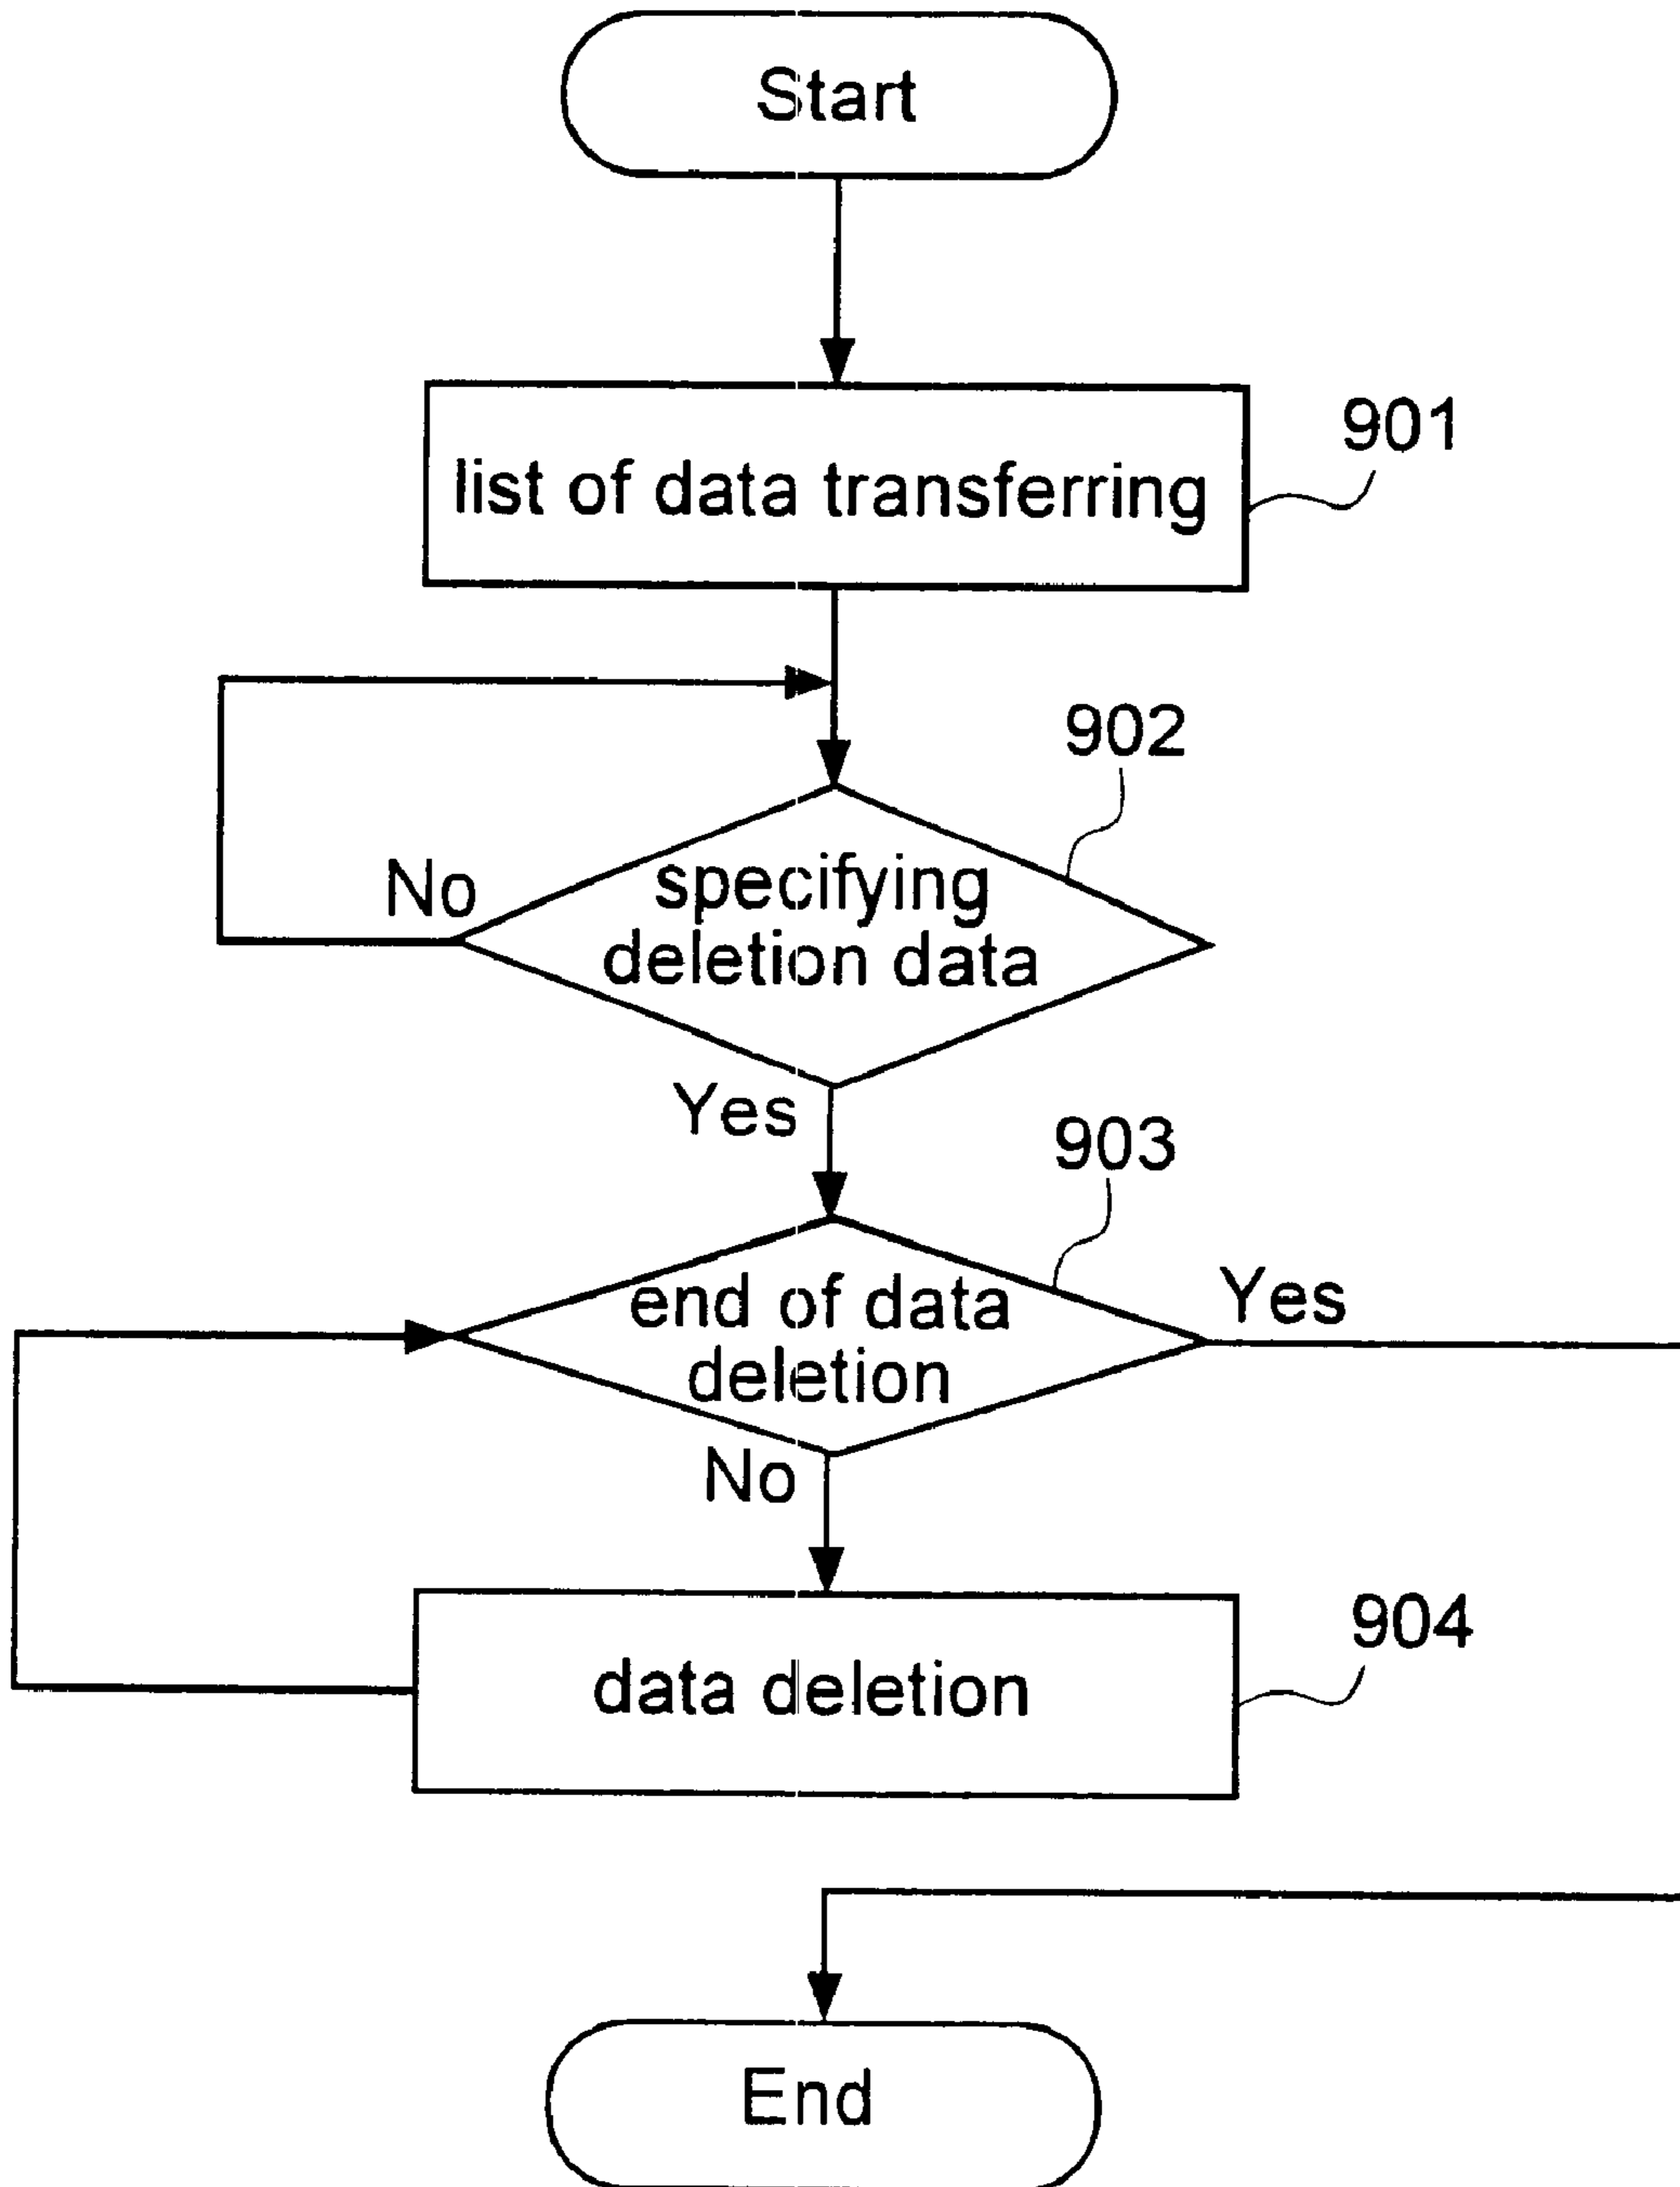 Start
list of data transferring
901
902
No
specifying
deletion data
Yes
903
end of data
deletion
Yes
No
data deletion
904
End